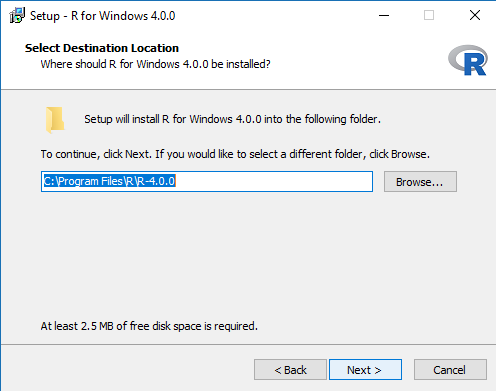 Setup - R for Windows 4.0.0
Select Destination Location
Where should R for Windows 4.0.0 be installed?
R
Setup will install R for Windows 4.0.0 into the following folder.
To continue, click Next. If you would like to select a different folder, click Browse.
C:\Program Files\R\R-4.0.0
Browse...
At least 2.5 MB of free disk space is required.
< Back
Next >
Cancel